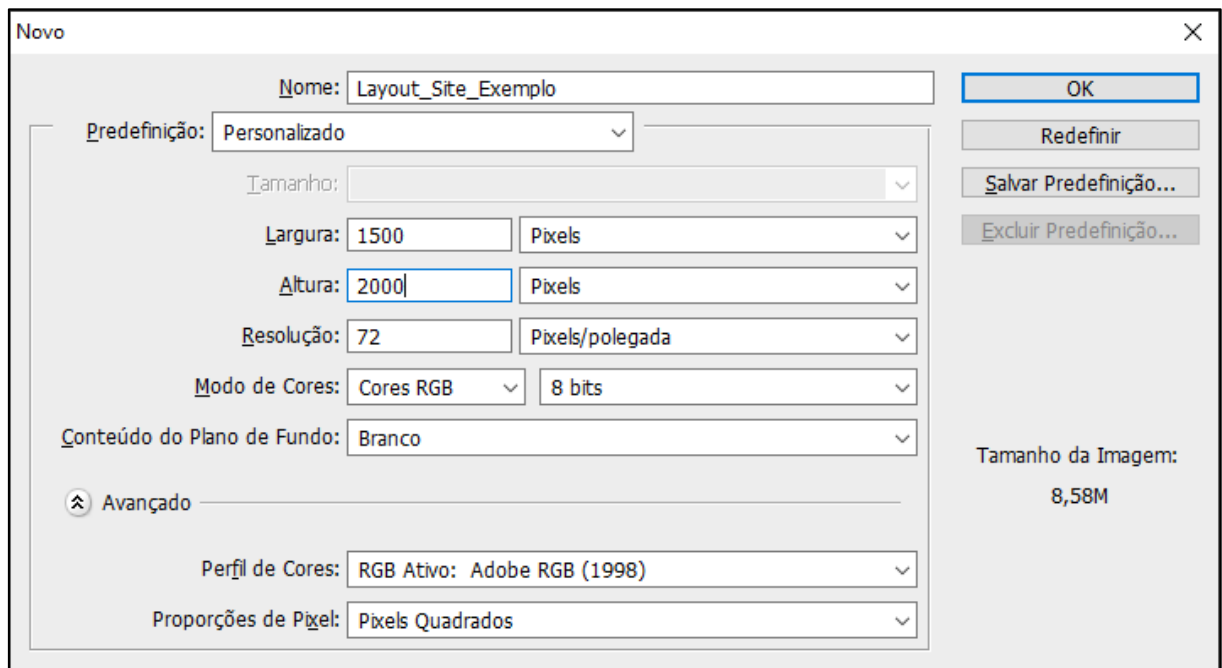 Novo
Nome: Layout_Site_Exemplo
OK
Predefinição: Personalizado
Redefinir
Tamanho:
Salvar Predefinição...
Largura: 1500 Pixels
Excluir Predefinição...
Altura: 2000 Pixels
Resolução: 72 Pixels/polegada
Modo de Cores: Cores RGB 8 bits
Conteúdo do Plano de Fundo: Branco
Tamanho da Imagem:
8,58M
Avançado
Perfil de Cores: RGB Ativo: Adobe RGB (1998)
Proporções de Pixel: Pixels Quadrados